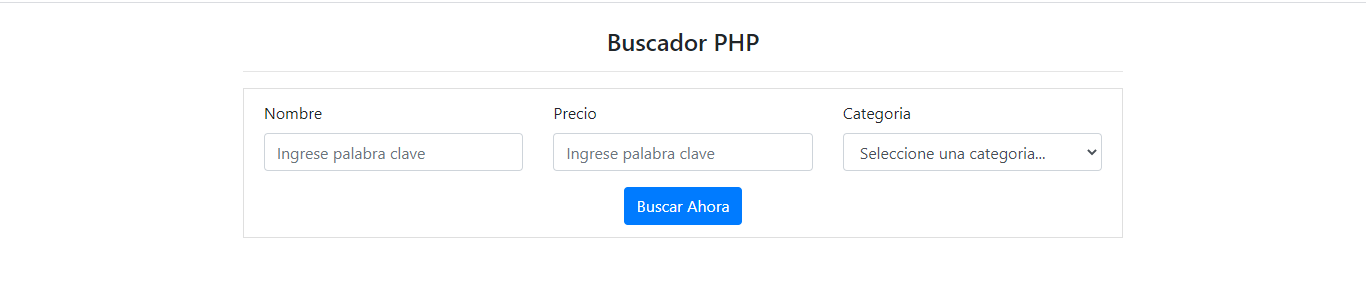 Buscador PHP
Nombre
Precio
Categoria
Ingrese palabra clave
Ingrese palabra clave
Seleccione una categoria...
Buscar Ahora